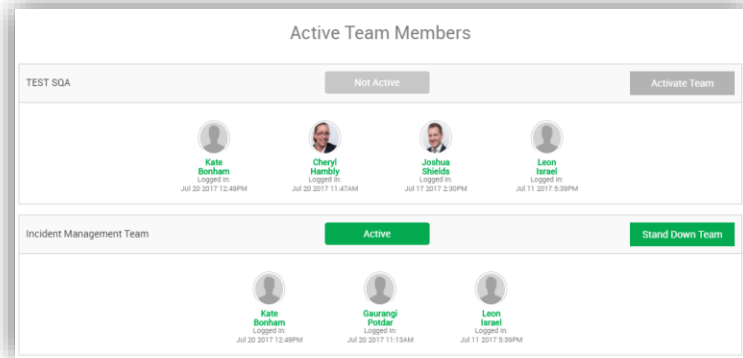 Active Team Members
TEST SQA
Not Active
Activate Team
Kate
Bonham
Logged in:
Jul 20 2017 12:49PM
Cheryl
Hambly
Logged in:
Jul 20 2017 11:47AM
Joshua
Shields
Logged in:
Jul 17 2017 2:30PM
Leon
Israel
Logged in:
Jul 11 2017 5:39PM
Incident Management Team
Active
Stand Down Team
Kate
Bonham
Logged in:
Jul 20 2017 12:49PM
Gaurangi
Potdar
Logged in:
Jul 20 2017 11:13AM
Leon
Israel
Logged in:
Jul 11 2017 5:39PM